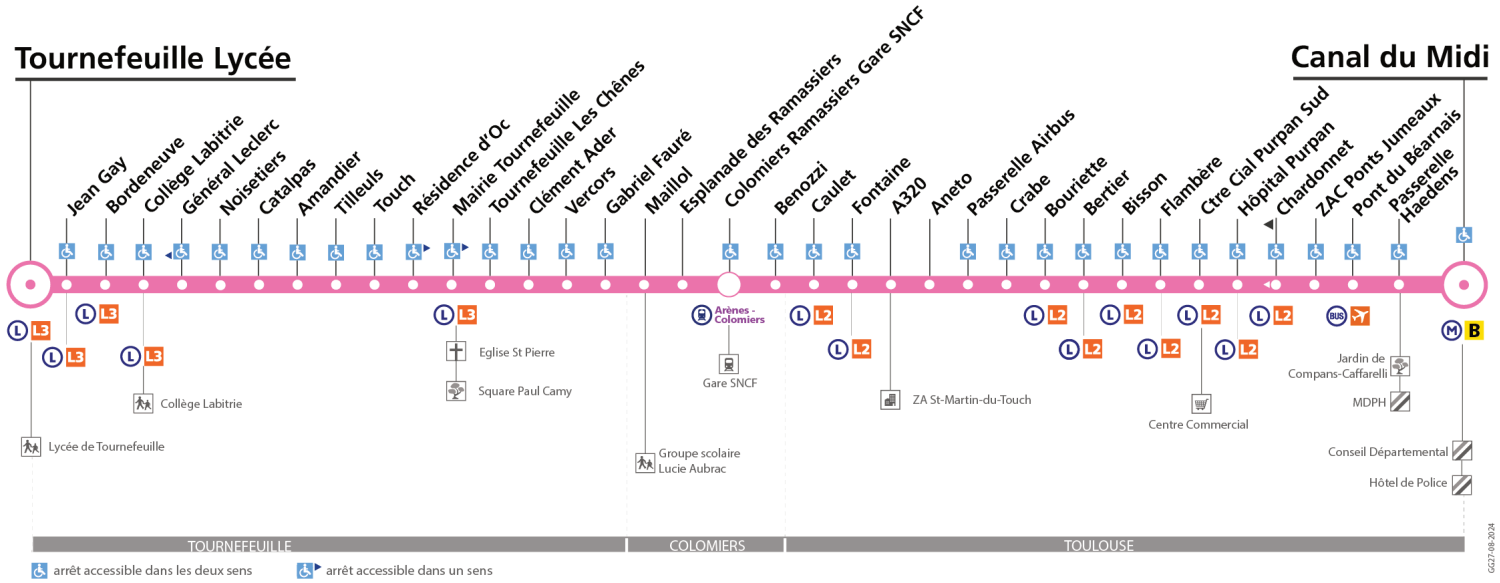 Tournefeuille Lycée
Canal du Midi
Jean Gay
Bordeneuve
Collège Labitrie
Général Leclerc
Noisetiers
Catalpas
Amandier
Tilleuls
Touch
Résidence d'Oc
Mairie Tournefeuille
Tournefeuille Les Chênes
Clément Ader
Vercors
Gabriel Fauré
Maillol
Esplanade des Ramassiers
Colomiers Ramassiers Gare SNCF
Benozzi
Caulet
Fontaine
A320
Aneto
Passerelle Airbus
Crabe
Bouriette
Bertier
Bisson
Flambère
Ctre Cial Purpan Sud
Hôpital Purpan
Chardonnet
ZAC Ponts Jumeaux
Pont du Béarnais
Passerelle
Haedens
L L3
L L3
L L3
L L3
L L3
Arènes -
Colomiers
L L2
L L2
L L2
L L2
L L2
L L2
L L2
L L2
L L2
BUS
M B
Eglise St Pierre
Square Paul Camy
Gare SNCF
Collège Labitrie
Lycée de Tournefeuille
Groupe scolaire
Lucie Aubrac
ZA St-Martin-du-Touch
Centre Commercial
Jardin de
Compans-Caffarelli
MDPH
Conseil Départemental
Hôtel de Police
TOURNEFEUILLE
COLOMIERS
TOULOUSE
arrêt accessible dans les deux sens
arrêt accessible dans un sens
GG27-08-2024